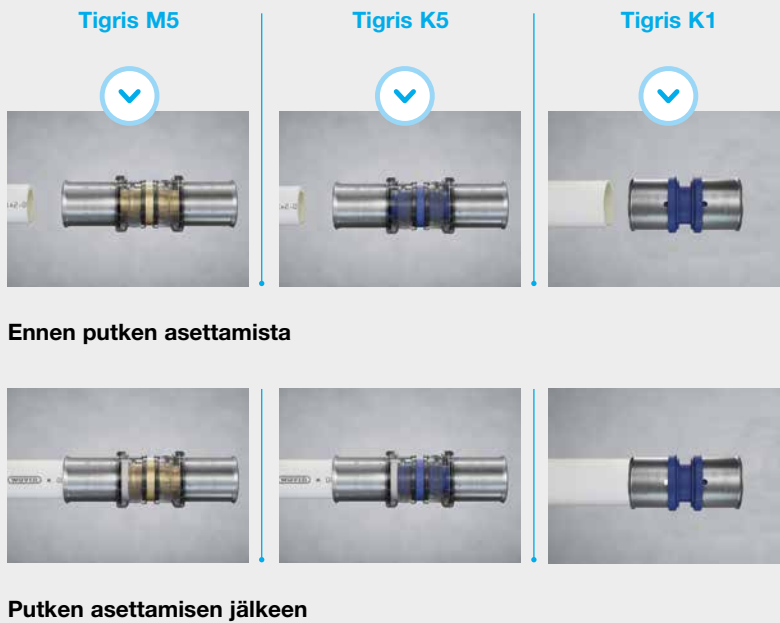 Tigris M5
Tigris K5
Tigris K1
Ennen putken asettamista
Putken asettamisen jälkeen